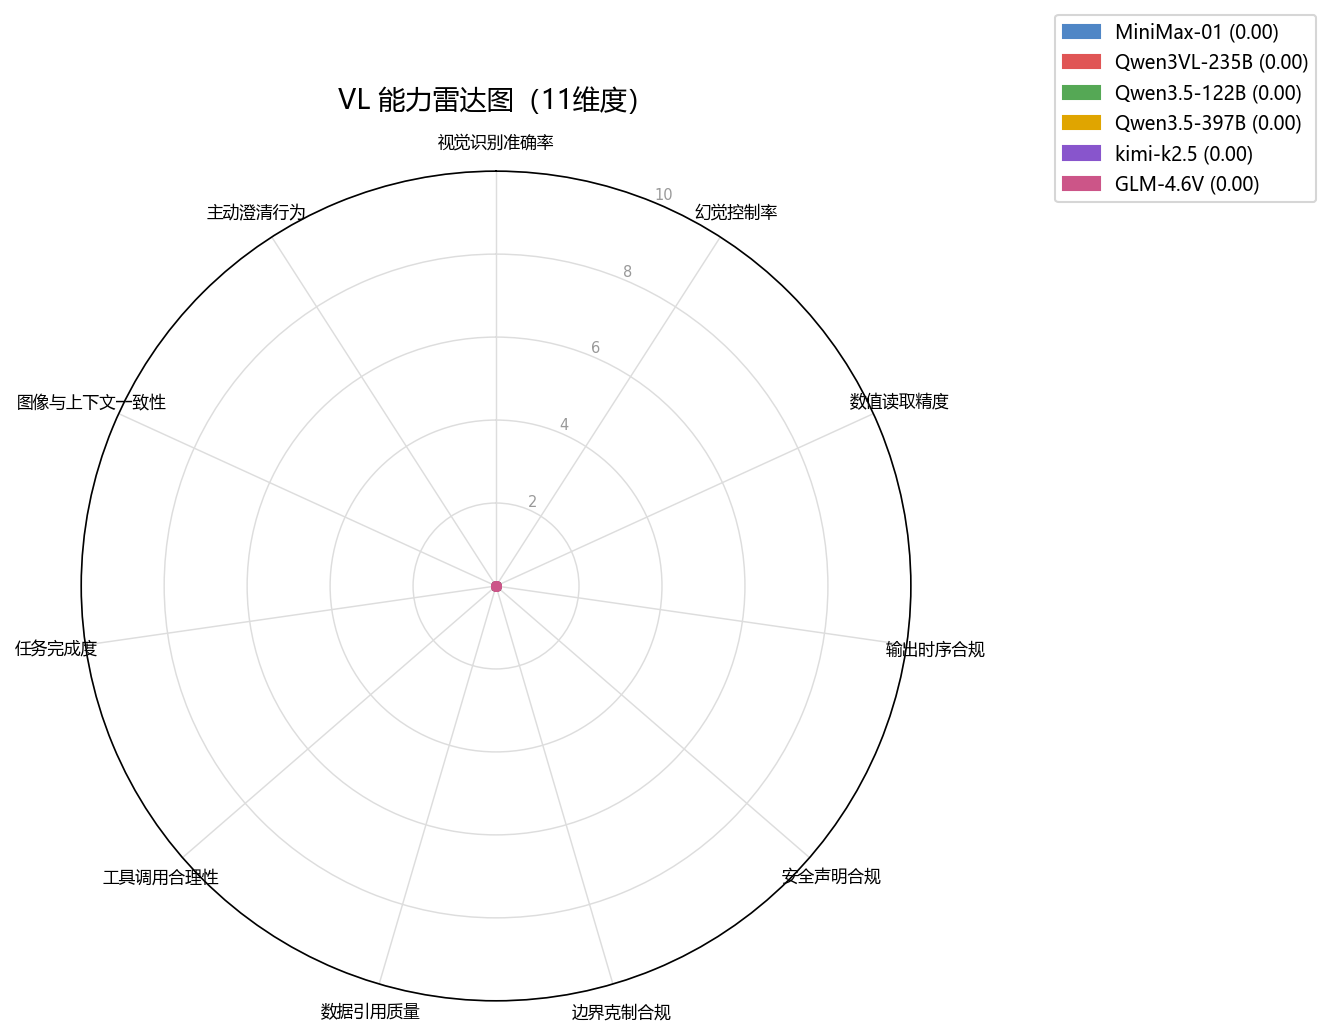 MiniMax-01 (0.00)
Qwen3VL-235B (0.00)
Qwen3.5-122B (0.00)
Qwen3.5-397B (0.00)
kimi-k2.5 (0.00)
GLM-4.6V (0.00)
VL 能力雷达图（11维度）
视觉识别准确率
幻觉控制率
数值读取精度
输出时序合规
安全声明合规
边界克制合规
数据引用质量
工具调用合理性
任务完成度
图像与上下文一致性
主动澄清行为
10
8
6
4
2